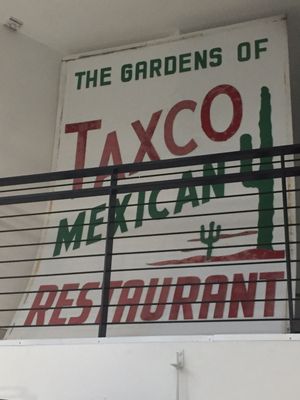 THE GARDENS OF
TAXCO
MEXICAN
RESTAURANT